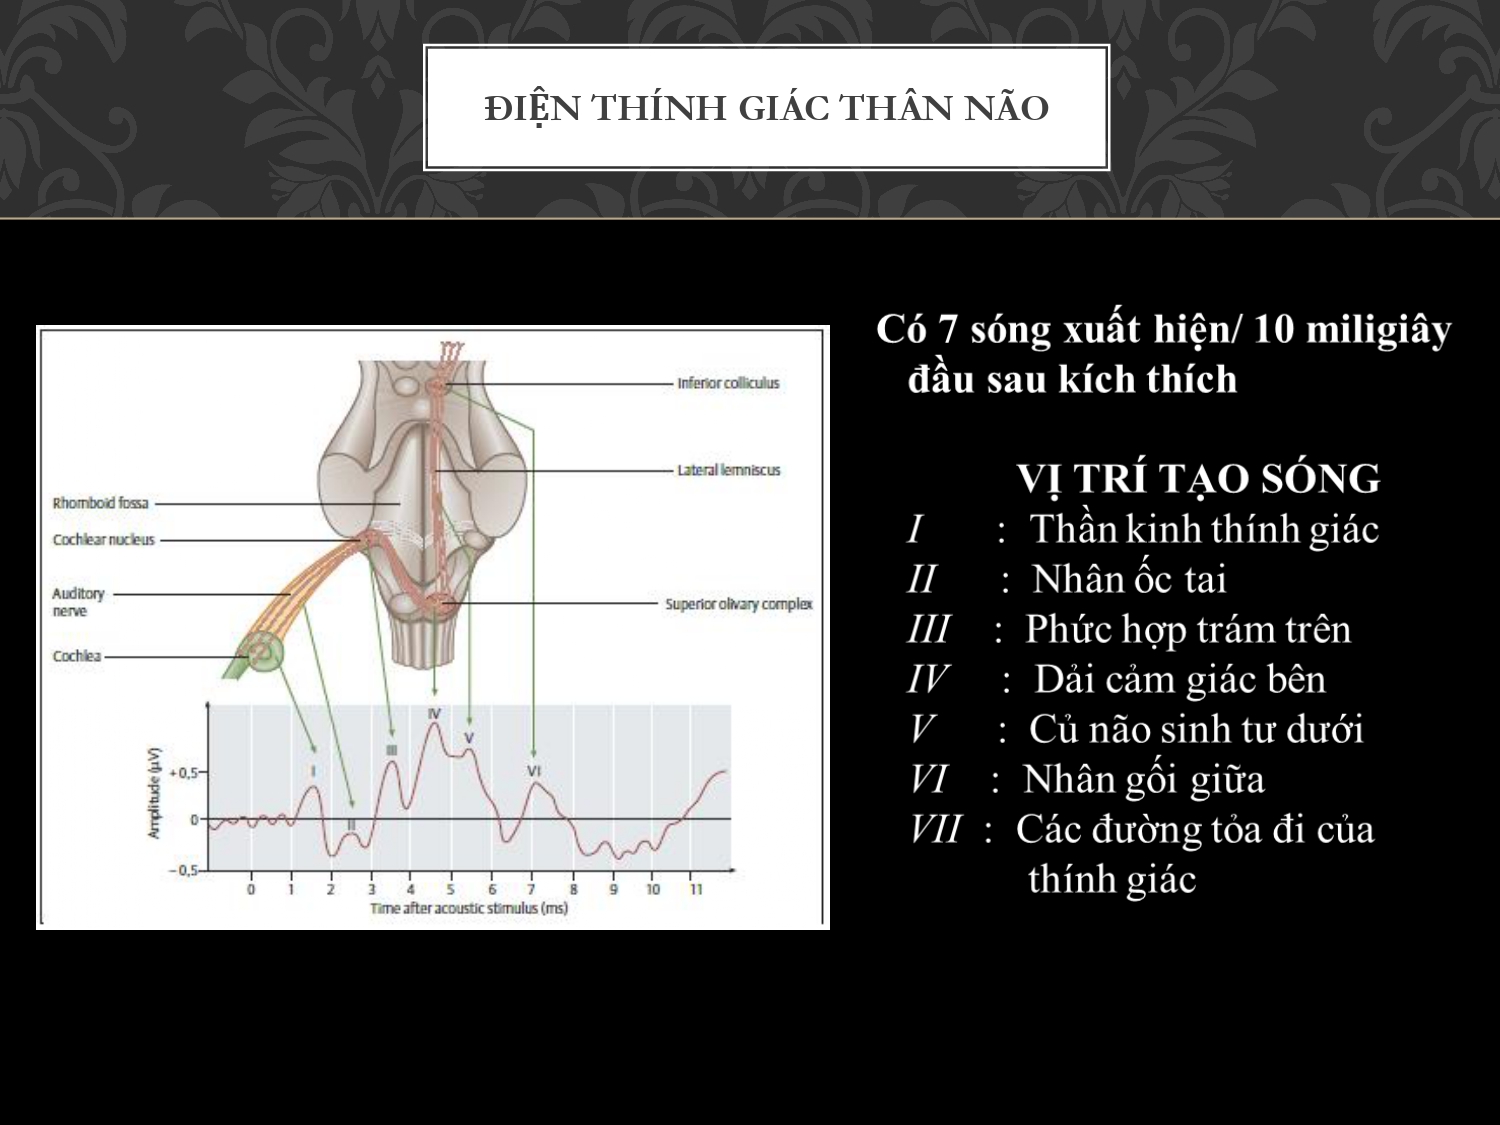 ĐIỆN THÍNH GIÁC THÂN NÃO
Có 7 sóng xuất hiện/ 10 miligiây
đầu sau kích thích
VỊ TRÍ TẠO SÓNG
I : Thần kinh thính giác
II : Nhân ốc tai
III : Phức hợp trám trên
IV : Dải cảm giác bên
V : Củ não sinh tư dưới
VI : Nhân gối giữa
VII : Các đường tỏa đi của
thính giác
Inferior colliculus
Lateral lemniscus
Rhomboid fossa
Cochlear nucleus
Auditory
nerve
Superior olivary complex
Cochlea
IV
V
III
I
VI
II
Amplitude (µV)
+0,5
0
-0,5
0 1 2 3 4 5 6 7 8 9 10 11
Time after acoustic stimulus (ms)